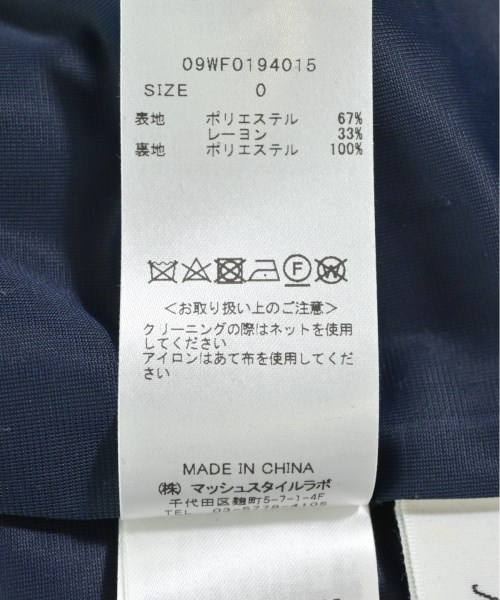 09WF0194015
SIZE 0
表地 ポリエステル 67%
レーヨン 33%
裏地 ポリエステル 100%
F W
<お取り扱い上のご注意>
クリーニングの際はネットを使用
してください
アイロンはあて布を使用してくだ
さい
MADE IN CHINA
(株) マッシュスタイルラボ
千代田区麹町5-7-1-4F
TEL 03-5778-4105